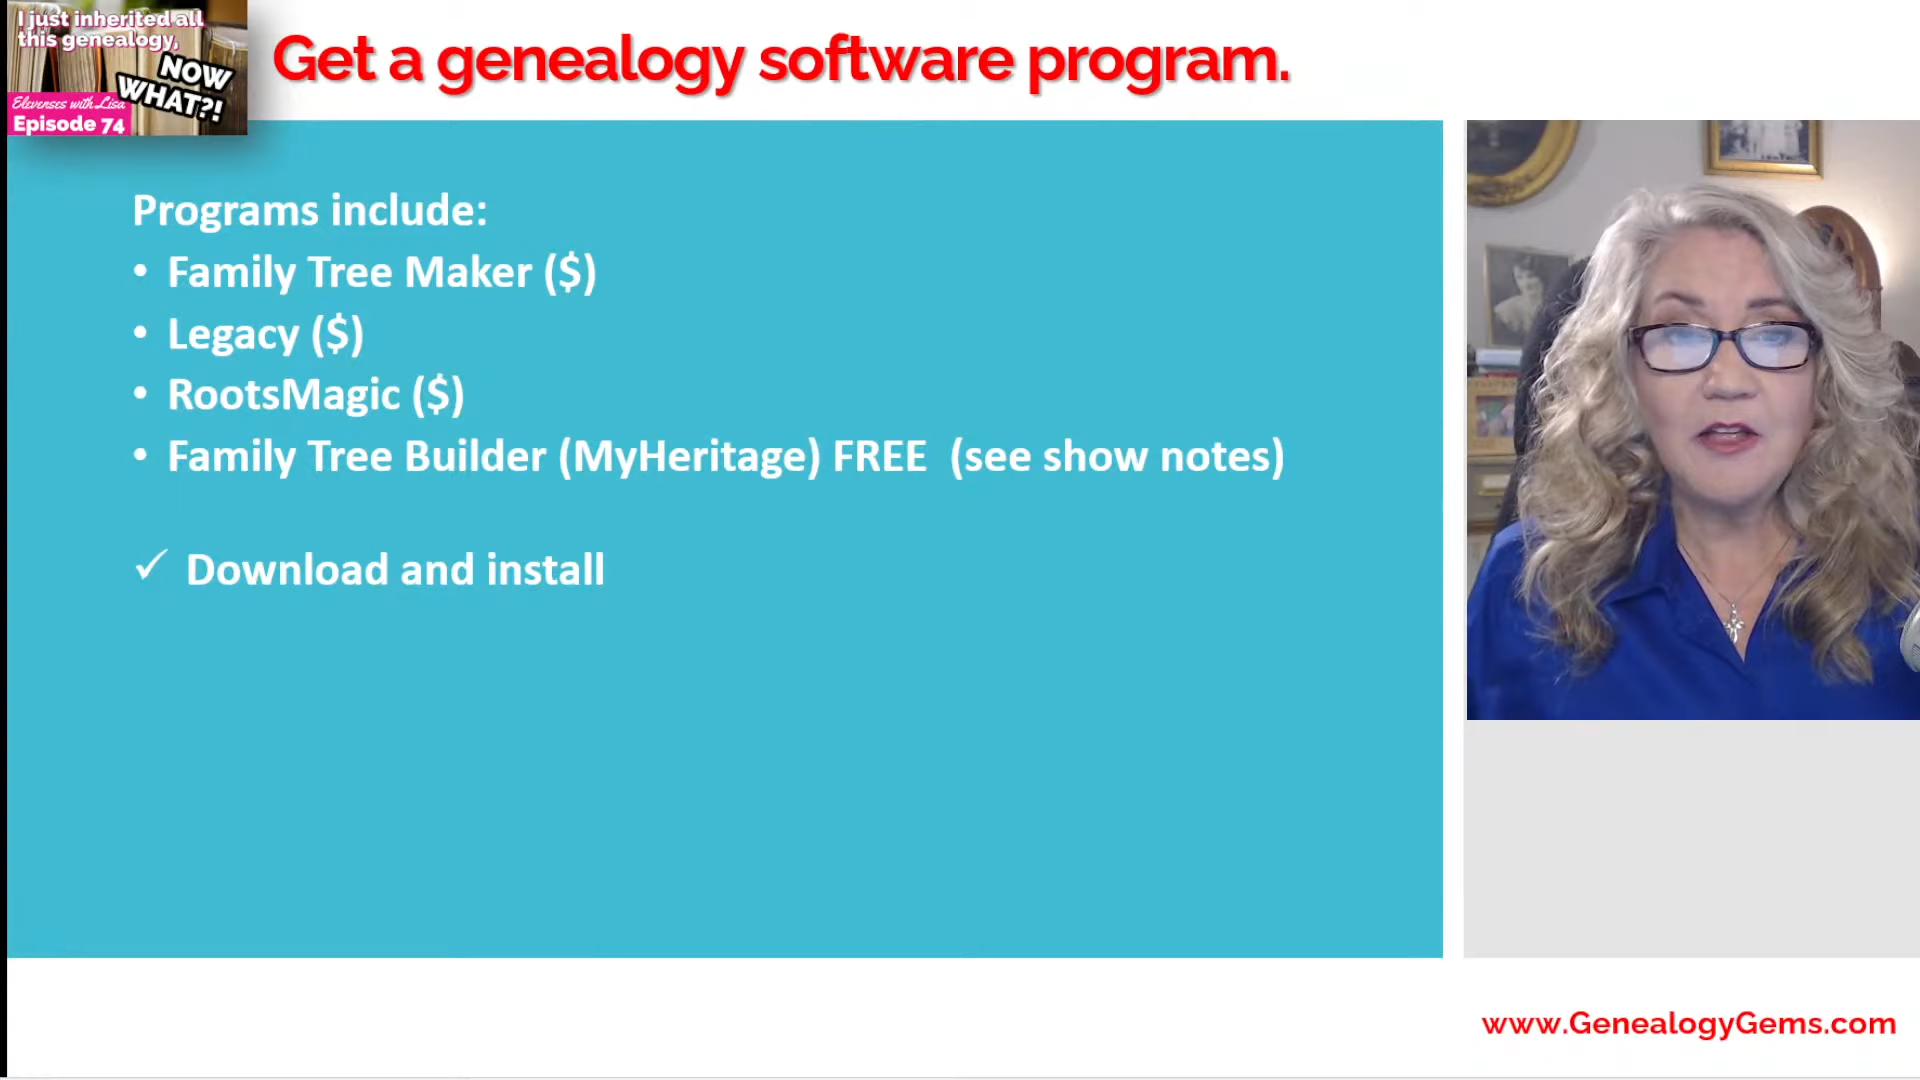 I just inherited all
this genealogy,
NOW
WHAT?!
Elevenses with Lisa
Episode 74
Get a genealogy software program.
Programs include:
• Family Tree Maker ($)
• Legacy ($)
• RootsMagic ($)
• Family Tree Builder (MyHeritage) FREE (see show notes)
✓ Download and install
www.GenealogyGems.com